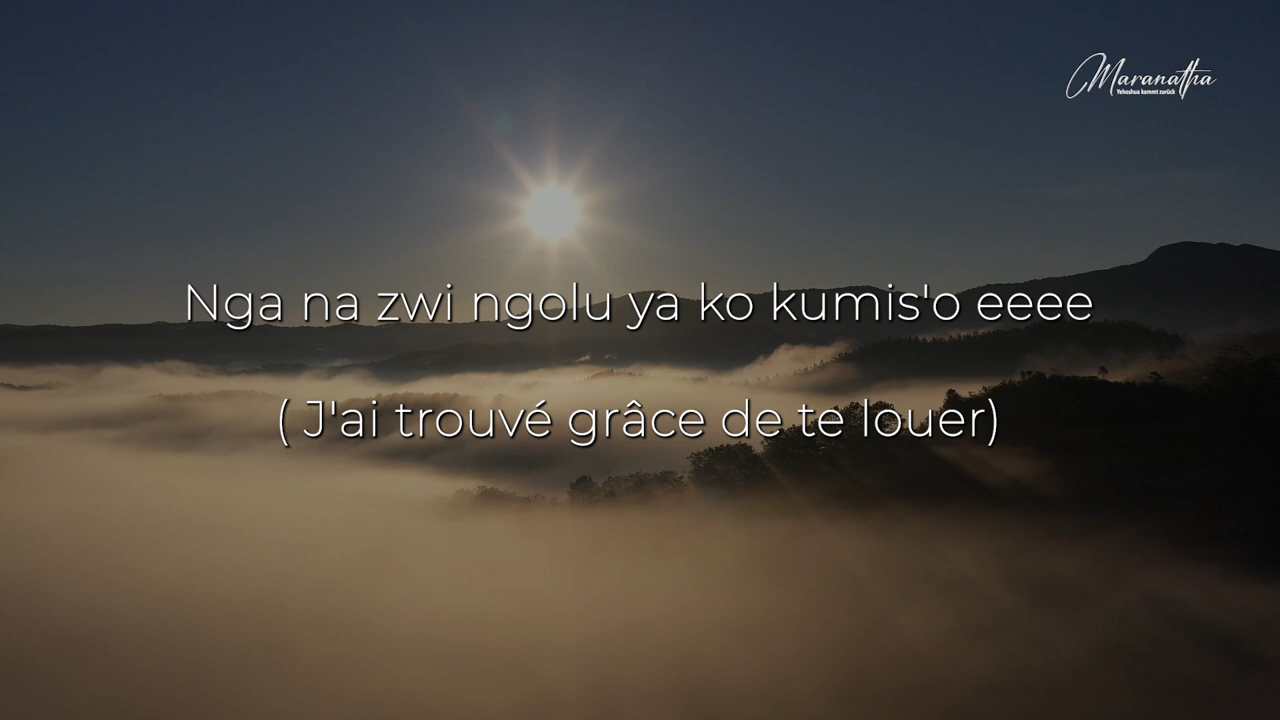 Maranatha
Yehoshua kommt zurück
Nga na zwi ngolu ya ko kumis'o eeee
( J'ai trouvé grâce de te louer)